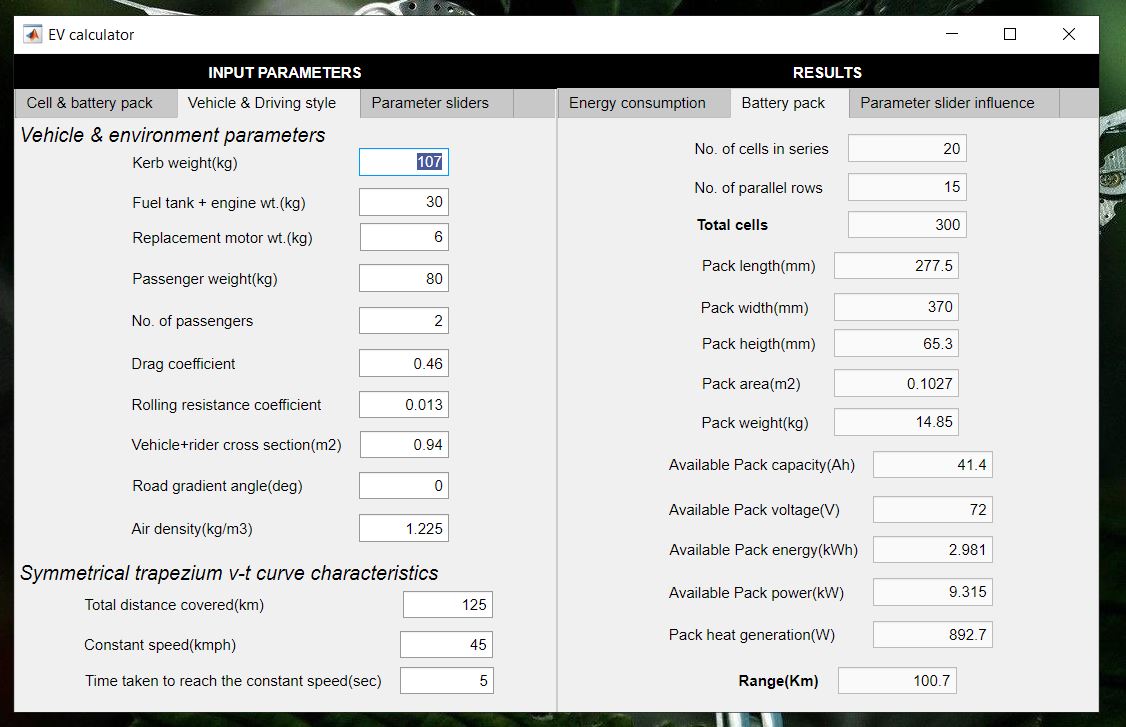 EV calculator
INPUT PARAMETERS
RESULTS
Cell & battery pack
Vehicle & Driving style
Parameter sliders
Energy consumption
Battery pack
Parameter slider influence
Vehicle & environment parameters
Kerb weight(kg) 107
Fuel tank + engine wt.(kg) 30
Replacement motor wt.(kg) 6
Passenger weight(kg) 80
No. of passengers 2
Drag coefficient 0.46
Rolling resistance coefficient 0.013
Vehicle+rider cross section(m2) 0.94
Road gradient angle(deg) 0
Air density(kg/m3) 1.225
Symmetrical trapezium v-t curve characteristics
Total distance covered(km) 125
Constant speed(kmph) 45
Time taken to reach the constant speed(sec) 5
No. of cells in series 20
No. of parallel rows 15
Total cells 300
Pack length(mm) 277.5
Pack width(mm) 370
Pack heigth(mm) 65.3
Pack area(m2) 0.1027
Pack weight(kg) 14.85
Available Pack capacity(Ah) 41.4
Available Pack voltage(V) 72
Available Pack energy(kWh) 2.981
Available Pack power(kW) 9.315
Pack heat generation(W) 892.7
Range(Km) 100.7